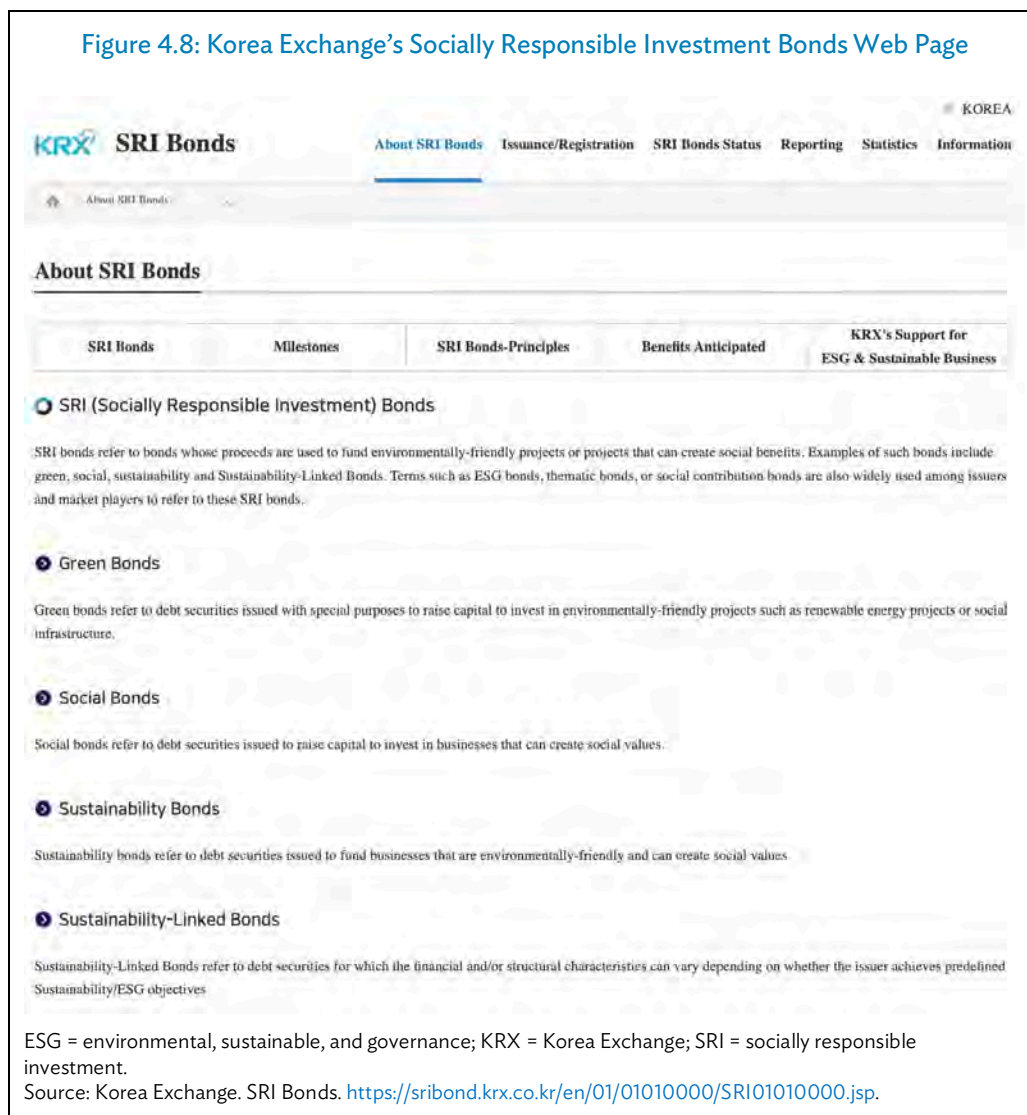 Figure 4.8: Korea Exchange's Socially Responsible Investment Bonds Web Page
KOREA
KRX SRI Bonds
About SRI Bonds Issuance/Registration SRI Bonds Status Reporting Statistics Information
About SRI Bonds
About SRI Bonds
SRI Bonds Milestones SRI Bonds-Principles Benefits Anticipated KRX's Support for
ESG & Sustainable Business
SRI (Socially Responsible Investment) Bonds
SRI bonds refer to bonds whose proceeds are used to fund environmentally-friendly projects or projects that can create social benefits. Examples of such bonds include
green, social, sustainability and Sustainability-Linked Bonds. Terms such as ESG bonds, thematic bonds, or social contribution bonds are also widely used among issuers
and market players to refer to these SRI bonds.
Green Bonds
Green bonds refer to debt securities issued with special purposes to raise capital to invest in environmentally-friendly projects such as renewable energy projects or social
infrastructure.
Social Bonds
Social bonds refer to debt securities issued to raise capital to invest in businesses that can create social values.
Sustainability Bonds
Sustainability bonds refer to debt securities issued to fund businesses that are environmentally-friendly and can create social values
Sustainability-Linked Bonds
Sustainability-Linked Bonds refer to debt securities for which the financial and/or structural characteristics can vary depending on whether the issuer achieves predefined
Sustainability/ESG objectives
ESG = environmental, sustainable, and governance; KRX = Korea Exchange; SRI = socially responsible
investment.
Source: Korea Exchange. SRI Bonds. https://sribond.krx.co.kr/en/01/01010000/SRI01010000.jsp.